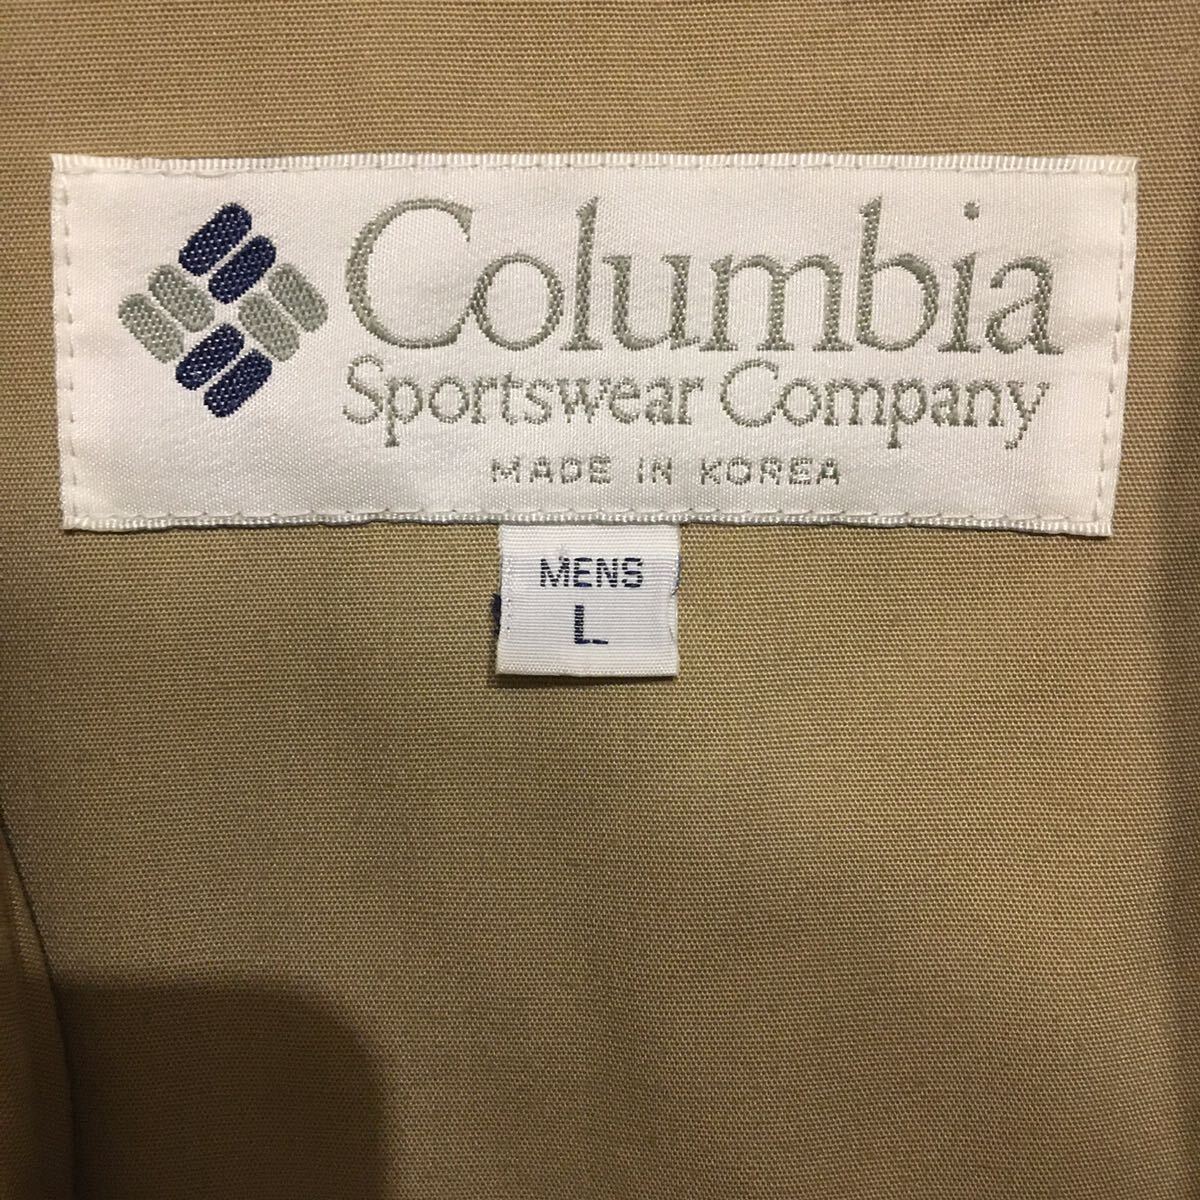 Columbia
Sportswear Company
MADE IN KOREA
MENS
L